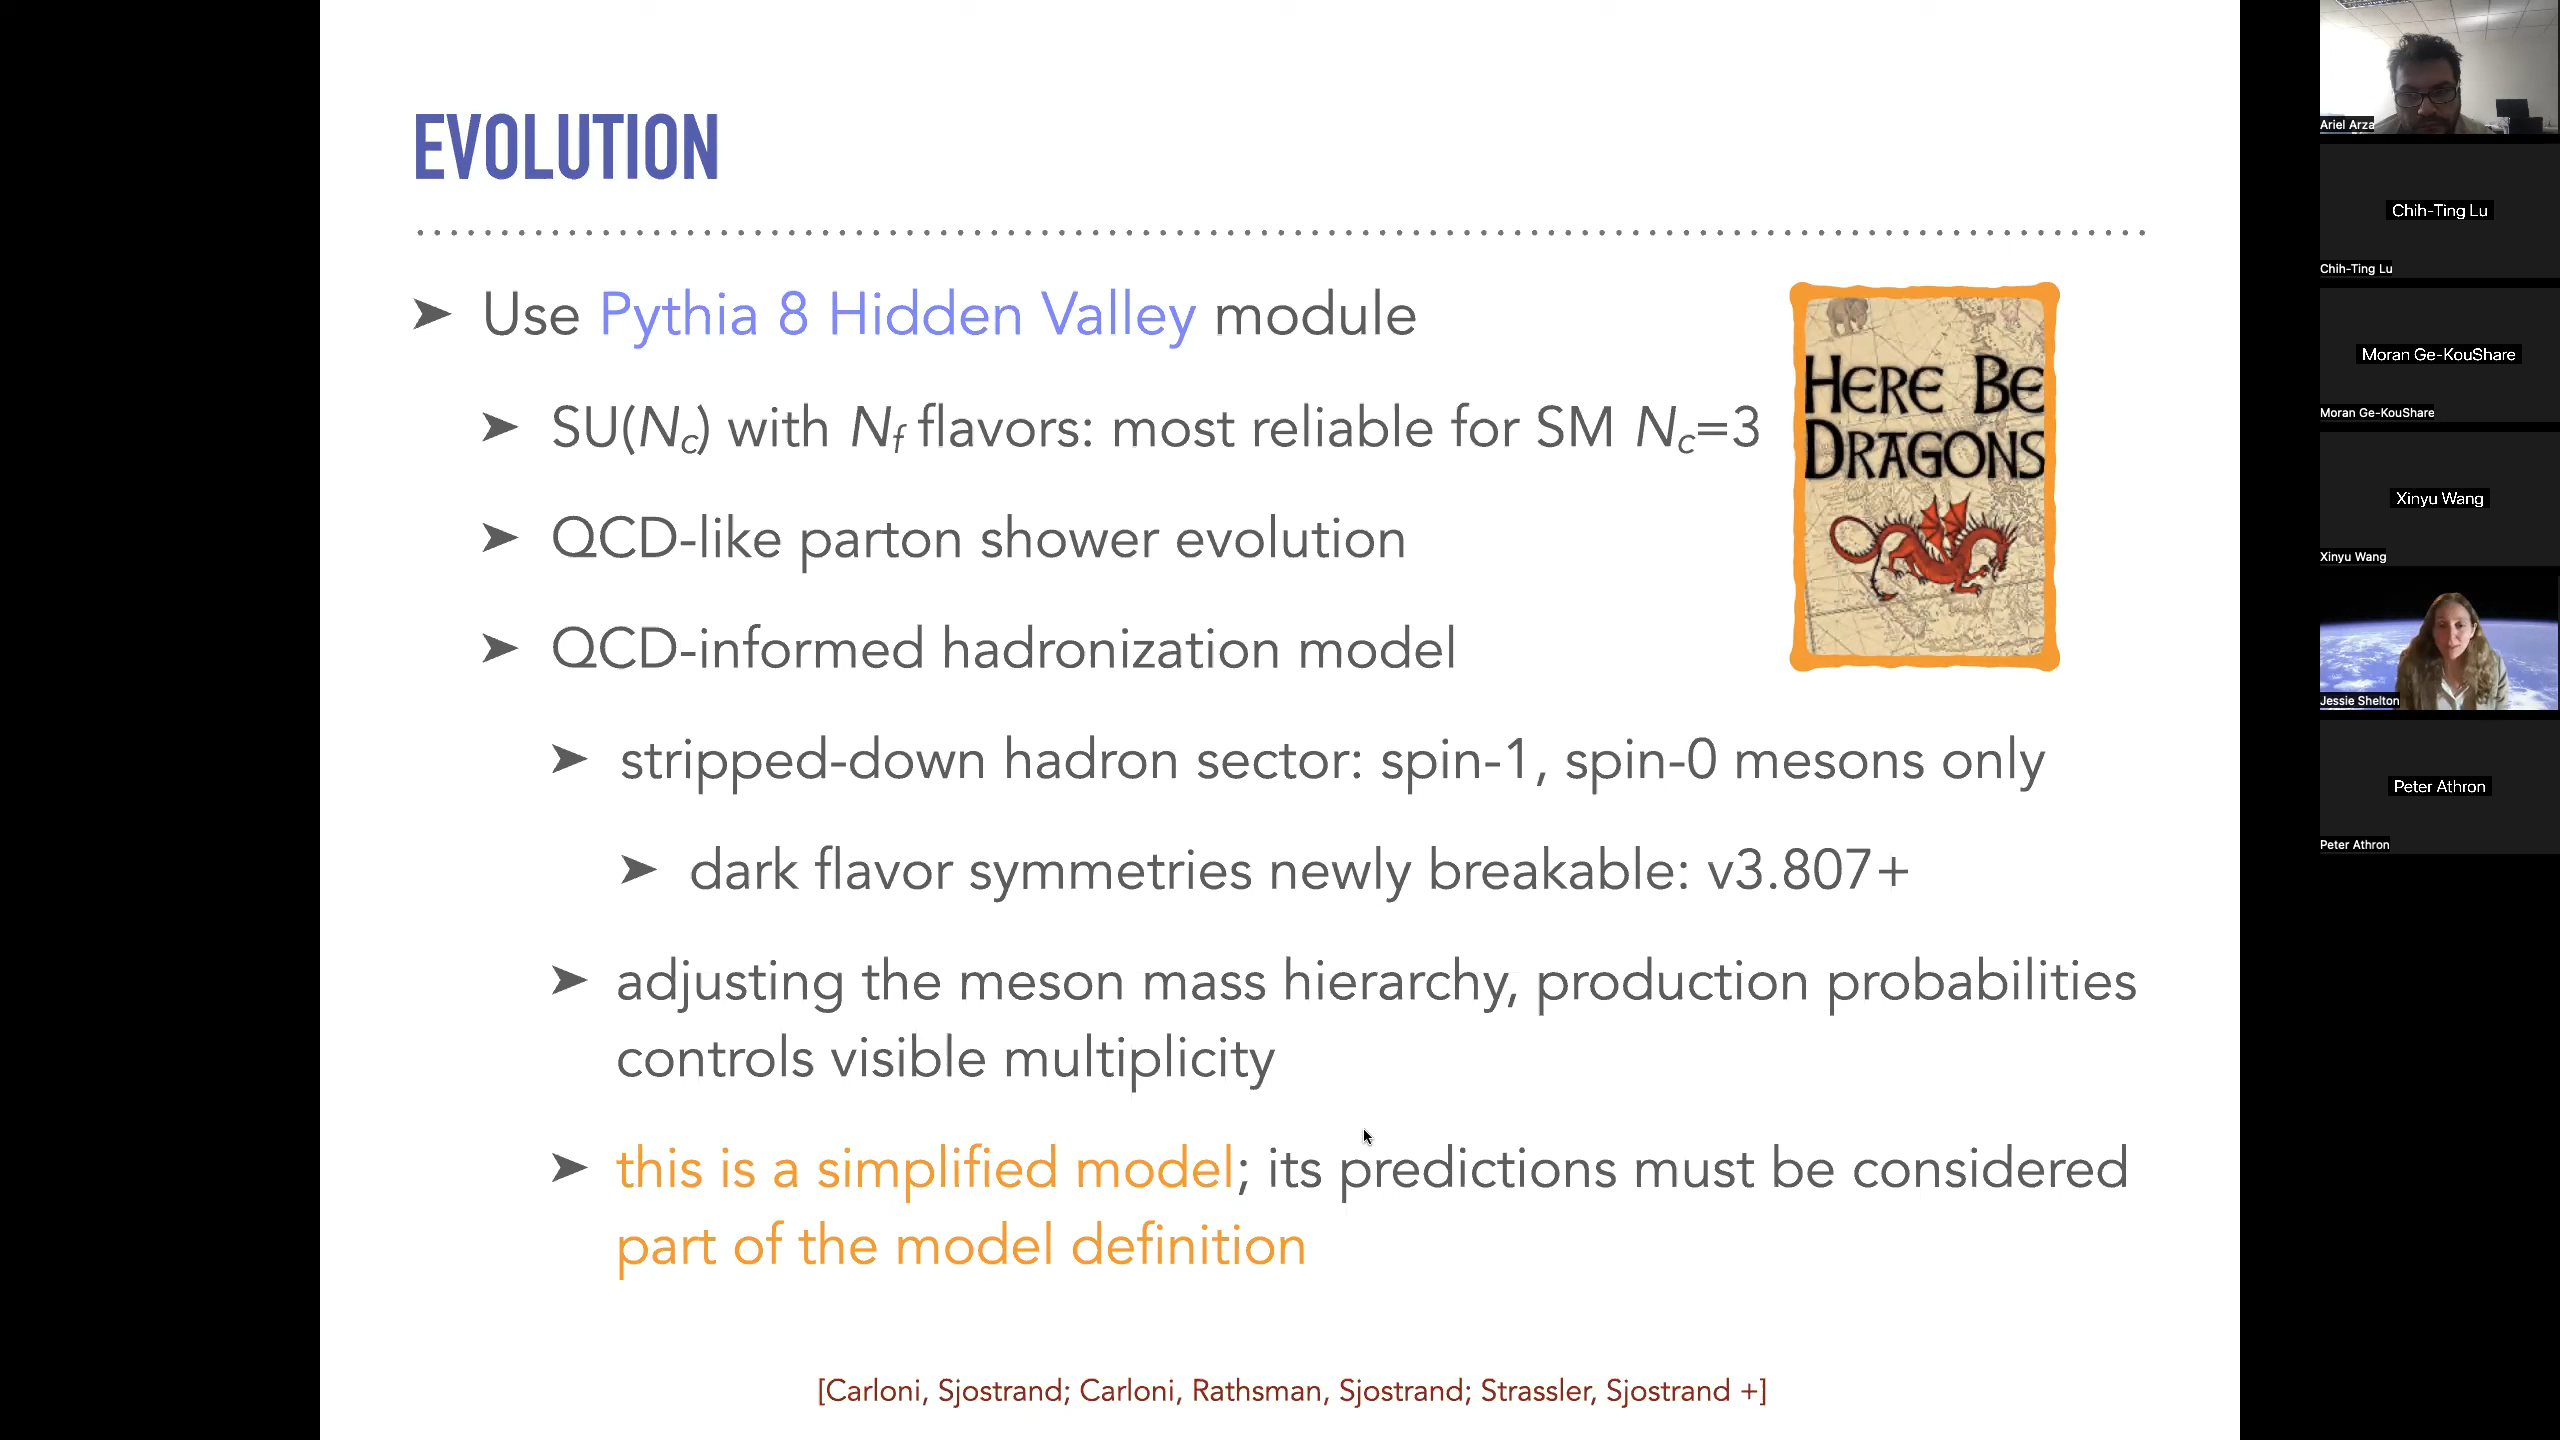 EVOLUTION
➤ Use Pythia 8 Hidden Valley module
➤ SU(Nc) with Nf flavors: most reliable for SM Nc=3
➤ QCD-like parton shower evolution
➤ QCD-informed hadronization model
➤ stripped-down hadron sector: spin-1, spin-0 mesons only
➤ dark flavor symmetries newly breakable: v3.807+
➤ adjusting the meson mass hierarchy, production probabilities
controls visible multiplicity
➤ this is a simplified model; its predictions must be considered
part of the model definition
[Carloni, Sjostrand; Carloni, Rathsman, Sjostrand; Strassler, Sjostrand +]
HERE BE
DRAGONS
Ariel Arza
Chih-Ting Lu
Chih-Ting Lu
Moran Ge-KouShare
Moran Ge-KouShare
Xinyu Wang
Xinyu Wang
Jessie Shelton
Peter Athron
Peter Athron